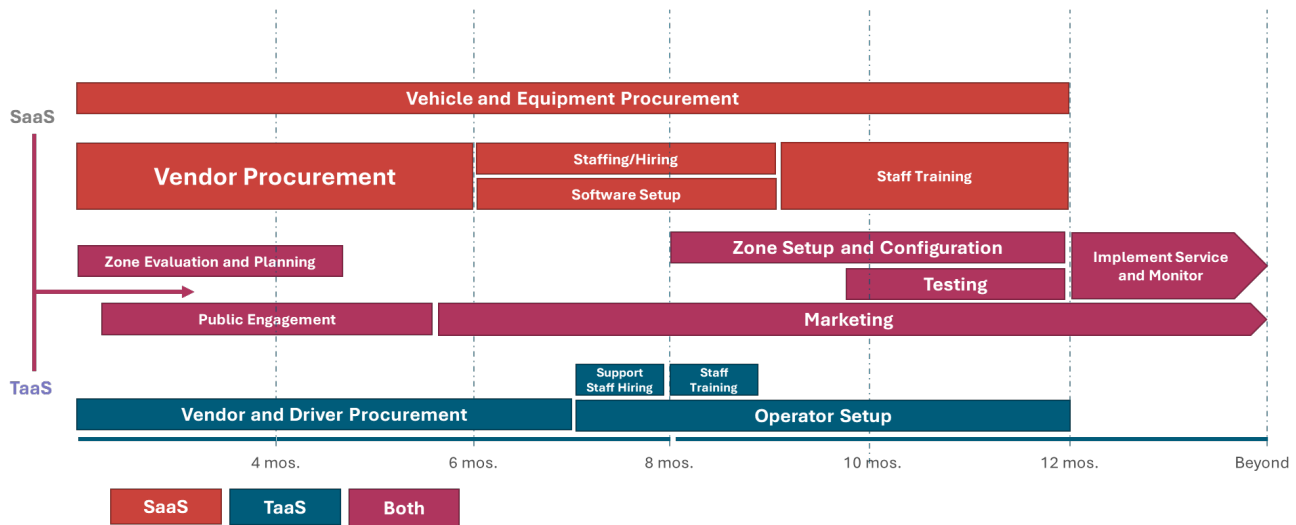 Vehicle and Equipment Procurement
SaaS
Vendor Procurement
Staffing/Hiring
Software Setup
Staff Training
Zone Evaluation and Planning
Zone Setup and Configuration
Testing
Implement Service
and Monitor
Public Engagement
Marketing
TaaS
Support
Staff Hiring
Staff
Training
Vendor and Driver Procurement
Operator Setup
4 mos.
6 mos.
8 mos.
10 mos.
12 mos.
Beyond
SaaS
TaaS
Both